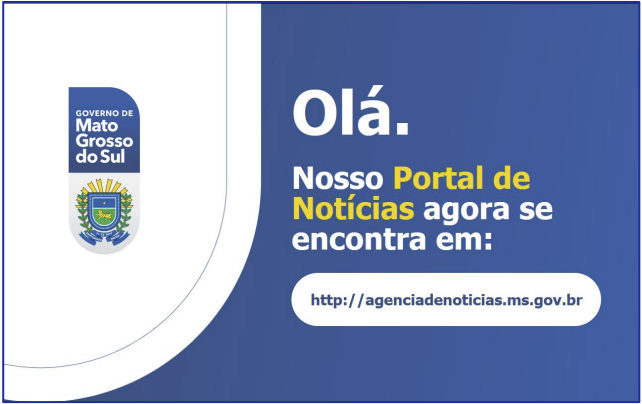 GOVERNO DE
Mato
Grosso
do Sul
Olá.
Nosso Portal de
Notícias agora se
encontra em:
http://agenciadenoticias.ms.gov.br